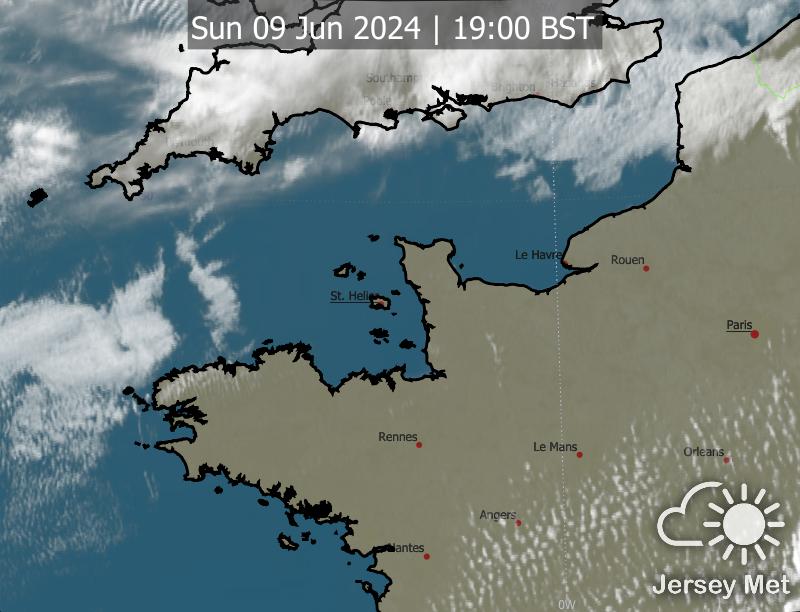 Sun 09 Jun 2024 | 19:00 BST
Brighton
Le Havre
Rouen
St. Helier
Paris
Rennes
Le Mans
Orleans
Angers
Nantes
0W
Jersey Met